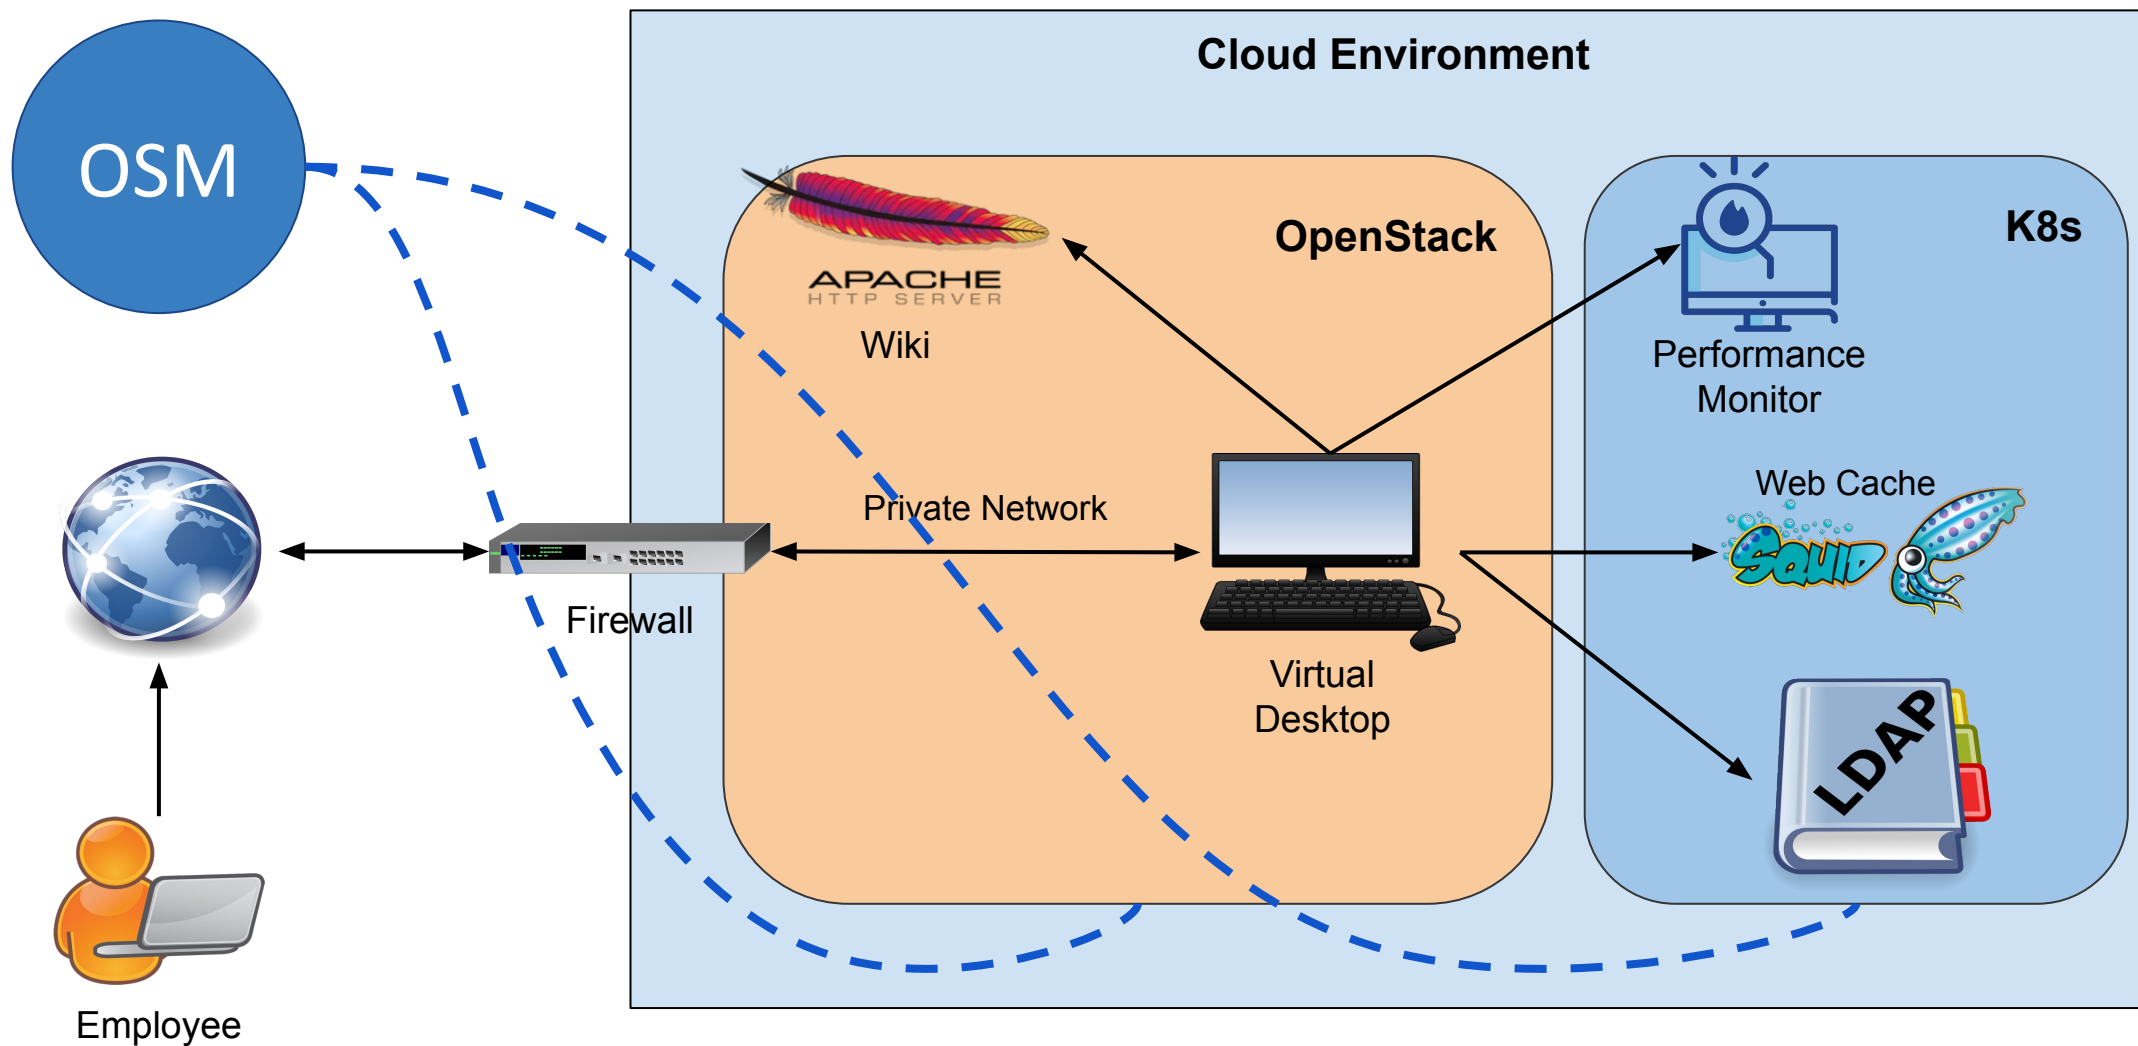 Cloud Environment
OSM
OpenStack
K8s
APACHE
HTTP SERVER
Wiki
Performance
Monitor
Private Network
Web Cache
SQUID
Firewall
Virtual
Desktop
LDAP
Employee